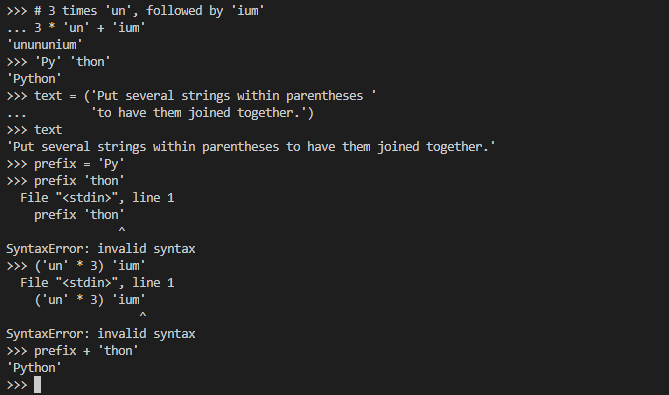 >>> # 3 times 'un', followed by 'ium'
... 3 * 'un' + 'ium'
'unununium'
>>> 'Py' 'thon'
'Python'
>>> text = ('Put several strings within parentheses '
...         'to have them joined together.')
>>> text
'Put several strings within parentheses to have them joined together.'
>>> prefix = 'Py'
>>> prefix 'thon'
  File "<stdin>", line 1
    prefix 'thon'
                ^
SyntaxError: invalid syntax
>>> ('un' * 3) 'ium'
  File "<stdin>", line 1
    ('un' * 3) 'ium'
                   ^
SyntaxError: invalid syntax
>>> prefix + 'thon'
'Python'
>>>